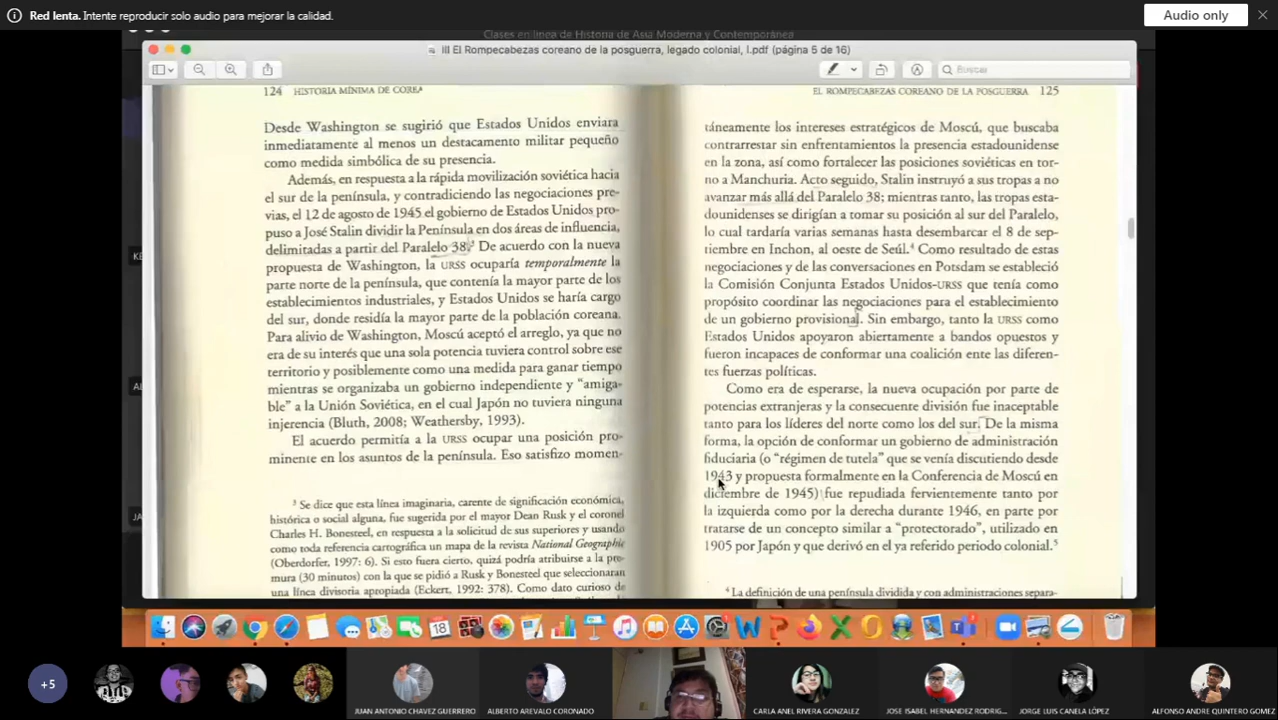 Red lenta. Intente reproducir solo audio para mejorar la calidad.
Audio only
Clases en línea de Historia de Asia Moderna y Contemporánea
III El Rompecabezas coreano de la posguerra, legado colonial, I.pdf (página 5 de 16)
Buscar
124 HISTORIA MÍNIMA DE COREA
Desde Washington se sugirió que Estados Unidos enviara
inmediatamente al menos un destacamento militar pequeño
como medida simbólica de su presencia.
Además, en respuesta a la rápida movilización soviética hacia
el sur de la península, y contradiciendo las negociaciones pre-
vias, el 12 de agosto de 1945 el gobierno de Estados Unidos pro-
puso a José Stalin dividir la Península en dos áreas de influencia,
delimitadas a partir del Paralelo 38.³ De acuerdo con la nueva
propuesta de Washington, la URSS ocuparía temporalmente la
parte norte de la península, que contenía la mayor parte de los
establecimientos industriales, y Estados Unidos se haría cargo
del sur, donde residía la mayor parte de la población coreana.
Para alivio de Washington, Moscú aceptó el arreglo, ya que no
era de su interés que una sola potencia tuviera control sobre ese
territorio y posiblemente como una medida para ganar tiempo
mientras se organizaba un gobierno independiente y “amiga-
ble” a la Unión Soviética, en el cual Japón no tuviera ninguna
injerencia (Bluth, 2008; Weathersby, 1993).
El acuerdo permitía a la URSS ocupar una posición pro-
minente en los asuntos de la península. Eso satisfizo momen-
³ Se dice que esta línea imaginaria, carente de significación económica,
histórica o social alguna, fue sugerida por el mayor Dean Rusk y el coronel
Charles H. Bonesteel, en respuesta a la solicitud de sus superiores y usando
como toda referencia cartográfica un mapa de la revista National Geographic
(Oberdorfer, 1997: 6). Si esto fuera cierto, quizá podría atribuirse a la pre-
mura (30 minutos) con la que se pidió a Rusk y Bonesteel que seleccionaran
una línea divisoria apropiada (Eckert, 1992: 378). Como dato curioso de
EL ROMPECABEZAS COREANO DE LA POSGUERRA 125
táneamente los intereses estratégicos de Moscú, que buscaba
contrarrestar sin enfrentamientos la presencia estadounidense
en la zona, así como fortalecer las posiciones soviéticas en tor-
no a Manchuria. Acto seguido, Stalin instruyó a sus tropas a no
avanzar más allá del Paralelo 38; mientras tanto, las tropas esta-
dounidenses se dirigían a tomar su posición al sur del Paralelo,
lo cual tardaría varias semanas hasta desembarcar el 8 de sep-
tiembre en Inchon, al oeste de Seúl.⁴ Como resultado de estas
negociaciones y de las conversaciones en Potsdam se estableció
la Comisión Conjunta Estados Unidos-URSS que tenía como
propósito coordinar las negociaciones para el establecimiento
de un gobierno provisional. Sin embargo, tanto la URSS como
Estados Unidos apoyaron abiertamente a bandos opuestos y
fueron incapaces de conformar una coalición ente las diferen-
tes fuerzas políticas.
Como era de esperarse, la nueva ocupación por parte de
potencias extranjeras y la consecuente división fue inaceptable
tanto para los líderes del norte como los del sur. De la misma
forma, la opción de conformar un gobierno de administración
fiduciaria (o “régimen de tutela” que se venía discutiendo desde
1943 y propuesta formalmente en la Conferencia de Moscú en
diciembre de 1945) fue repudiada fervientemente tanto por
la izquierda como por la derecha durante 1946, en parte por
tratarse de un concepto similar a “protectorado”, utilizado en
1905 por Japón y que derivó en el ya referido periodo colonial.⁵
⁴ La definición de una península dividida y con administraciones separa-
18
+5
JUAN ANTONIO CHAVEZ GUERRERO
ALBERTO AREVALO CORONADO
CARLA ANEL RIVERA GONZALEZ
JOSE ISABEL HERNANDEZ RODRIG...
JORGE LUIS CANELA LÓPEZ
ALFONSO ANDRE QUINTERO GOMEZ